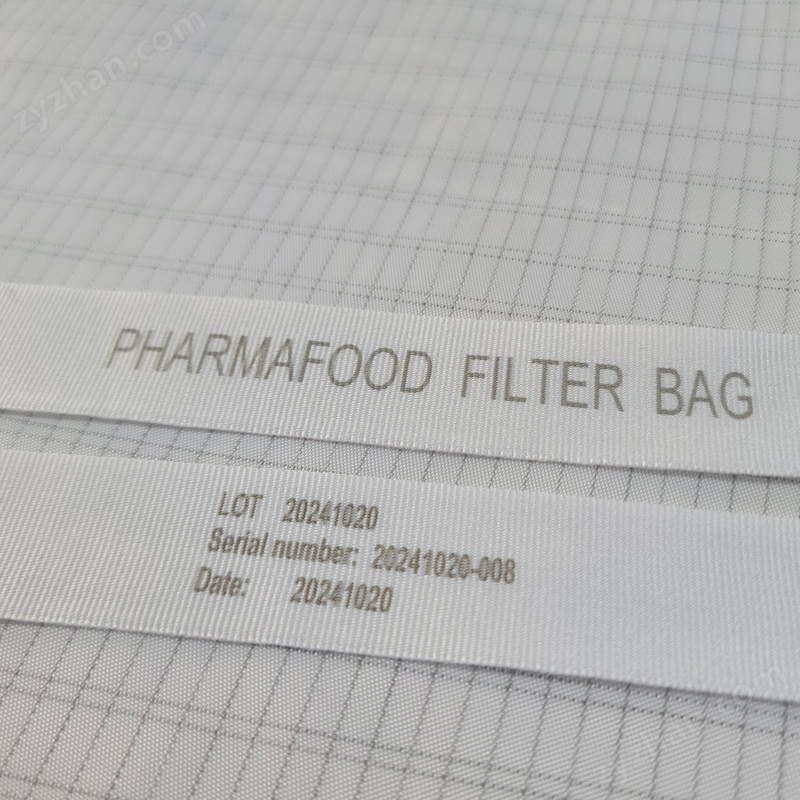 zyzhan.com
PHARMAFOOD FILTER BAG
LOT 20241020
Serial number: 20241020-008
Date: 20241020